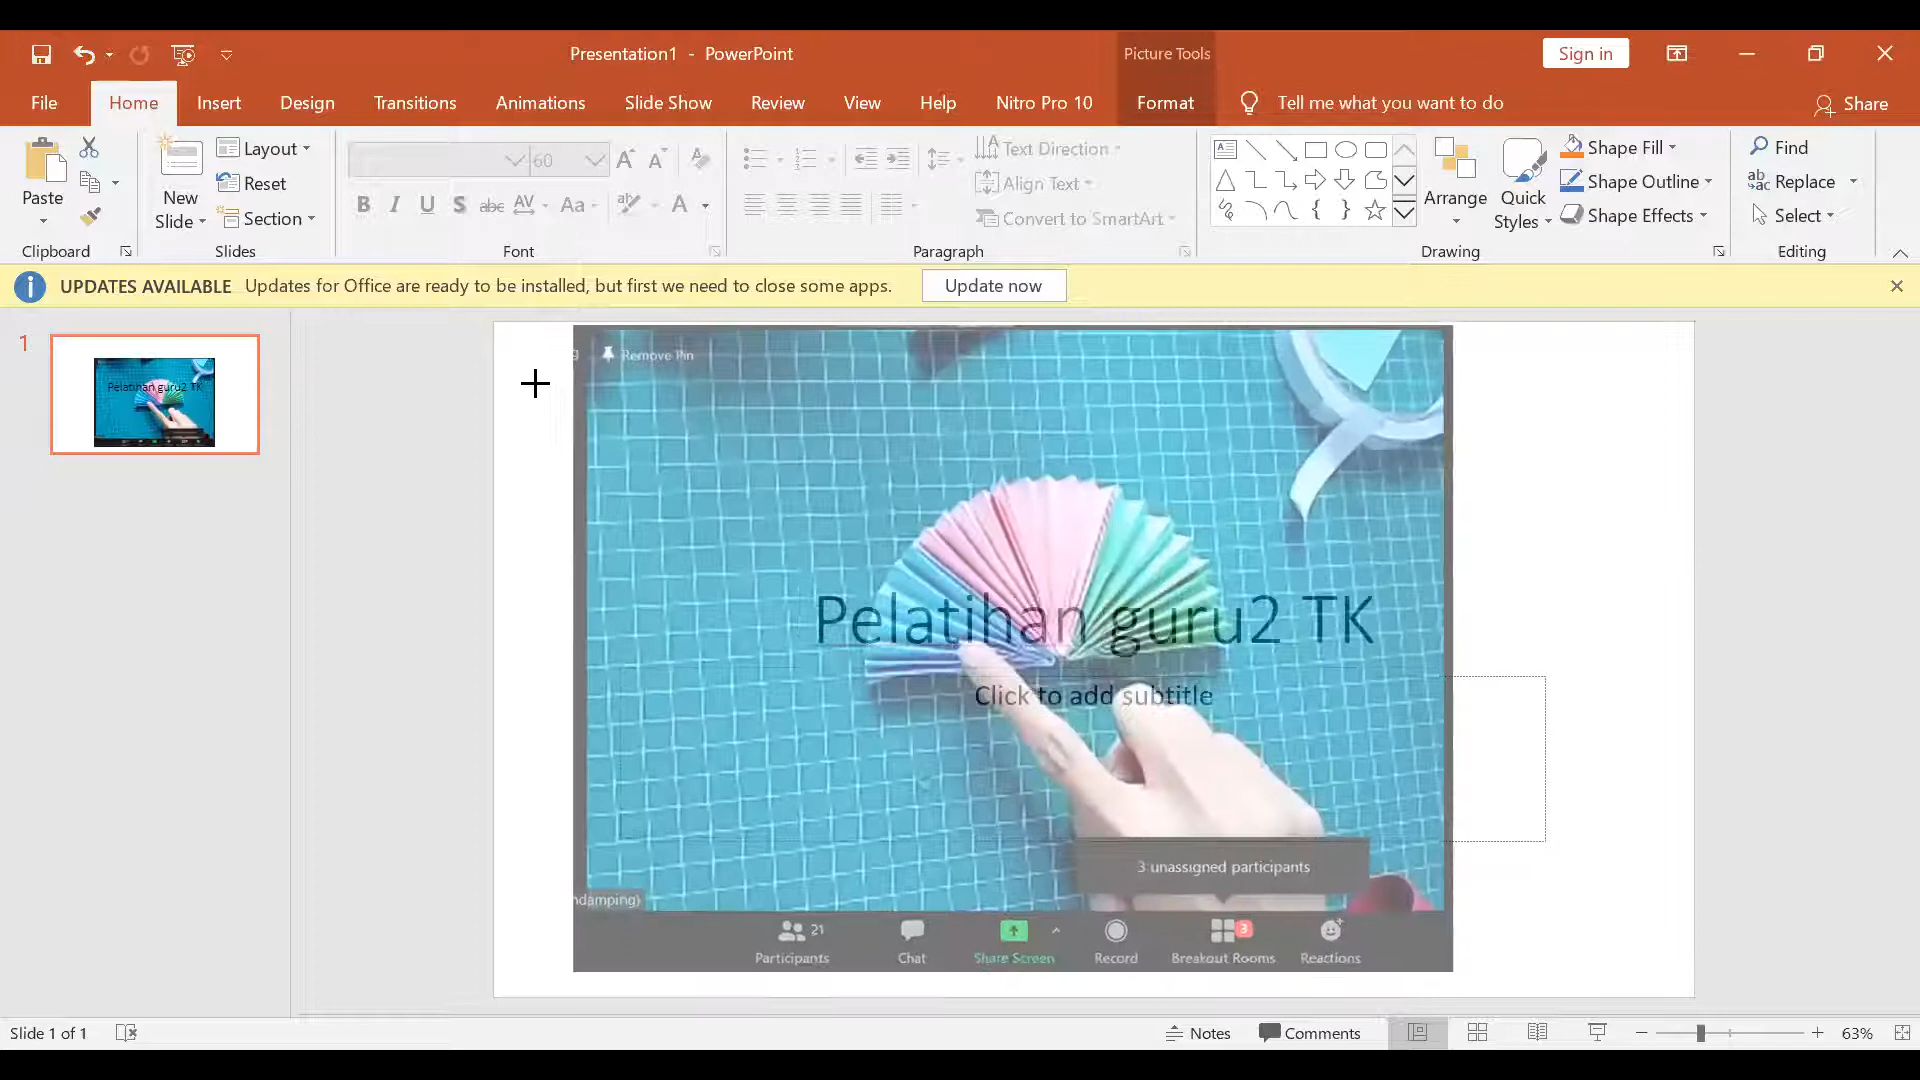 Presentation1 - PowerPoint
Picture Tools
Sign in
File
Home
Insert
Design
Transitions
Animations
Slide Show
Review
View
Help
Nitro Pro 10
Format
Tell me what you want to do
Share
Paste
New
Slide
Layout
Reset
Section
60
B I U S abc AV Aa A
Text Direction
Align Text
Convert to SmartArt
Arrange
Quick
Styles
Shape Fill
Shape Outline
Shape Effects
Find
Replace
Select
Clipboard
Slides
Font
Paragraph
Drawing
Editing
UPDATES AVAILABLE Updates for Office are ready to be installed, but first we need to close some apps.
Update now
1
Pelatihan guru2 TK
g
Remove Pin
Pelatihan guru2 TK
Click to add subtitle
3 unassigned participants
ndamping)
21
3
Participants
Chat
Share Screen
Record
Breakout Rooms
Reactions
Slide 1 of 1
Notes
Comments
63%